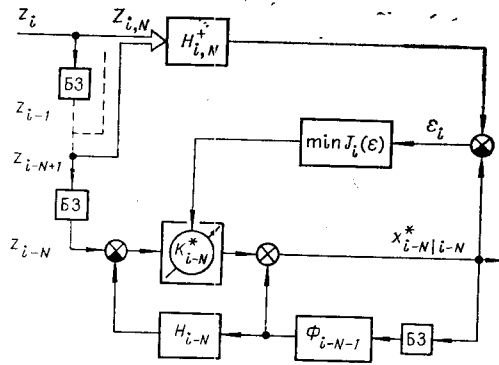 Z_i
Z_{i,N}
H^+_{i,N}
БЗ
Z_{i-1}
ε_i
min J_i(ε)
Z_{i-N+1}
БЗ
K^*_{i-N}
x^*_{i-N|i-N}
Z_{i-N}
H_{i-N}
Φ_{i-N-1}
БЗ